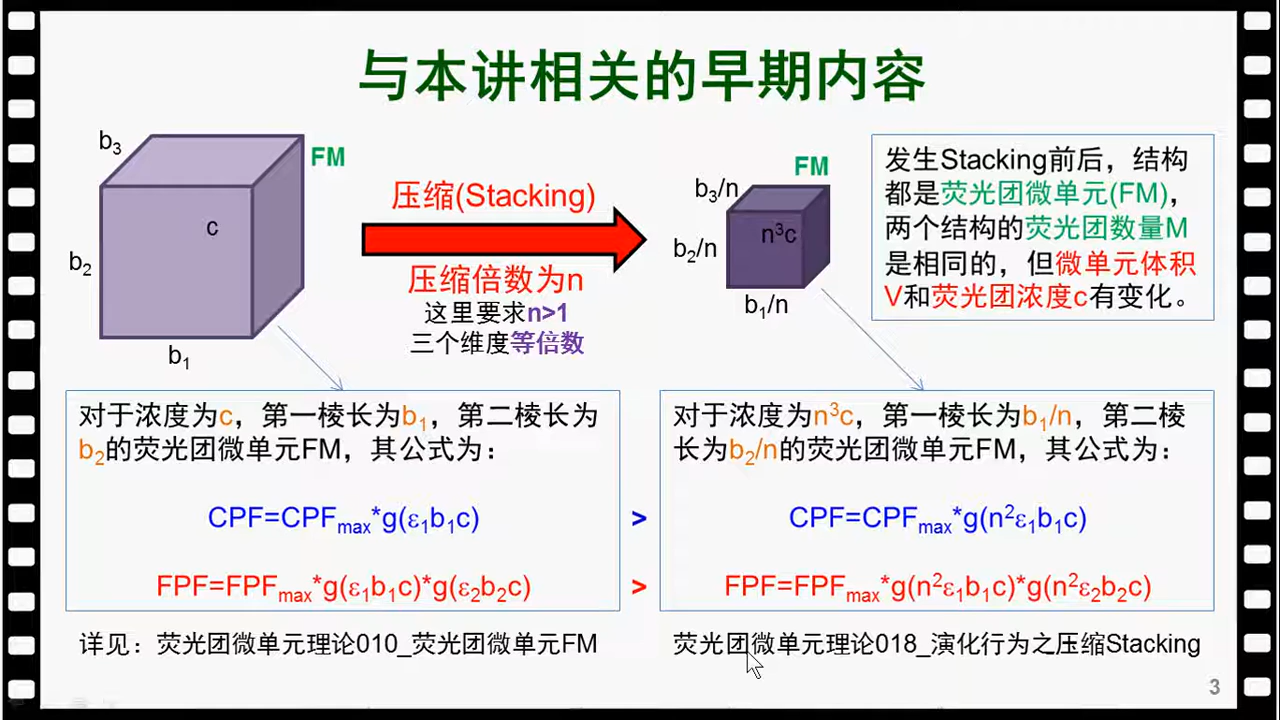 与本讲相关的早期内容
b₃
FM
c
b₂
b₁
压缩(Stacking)
压缩倍数为n
这里要求n>1
三个维度等倍数
FM
b₃/n
n³c
b₂/n
b₁/n
发生Stacking前后，结构
都是荧光团微单元(FM)，
两个结构的荧光团数量M
是相同的，但微单元体积
V和荧光团浓度c有变化。
对于浓度为c，第一棱长为b₁，第二棱长为
b₂的荧光团微单元FM，其公式为：
CPF=CPFmax*g(ε₁b₁c)
FPF=FPFmax*g(ε₁b₁c)*g(ε₂b₂c)
>
>
对于浓度为n³c，第一棱长为b₁/n，第二棱
长为b₂/n的荧光团微单元FM，其公式为：
CPF=CPFmax*g(n²ε₁b₁c)
FPF=FPFmax*g(n²ε₁b₁c)*g(n²ε₂b₂c)
详见：荧光团微单元理论010_荧光团微单元FM
荧光团微单元理论018_演化行为之压缩Stacking
3